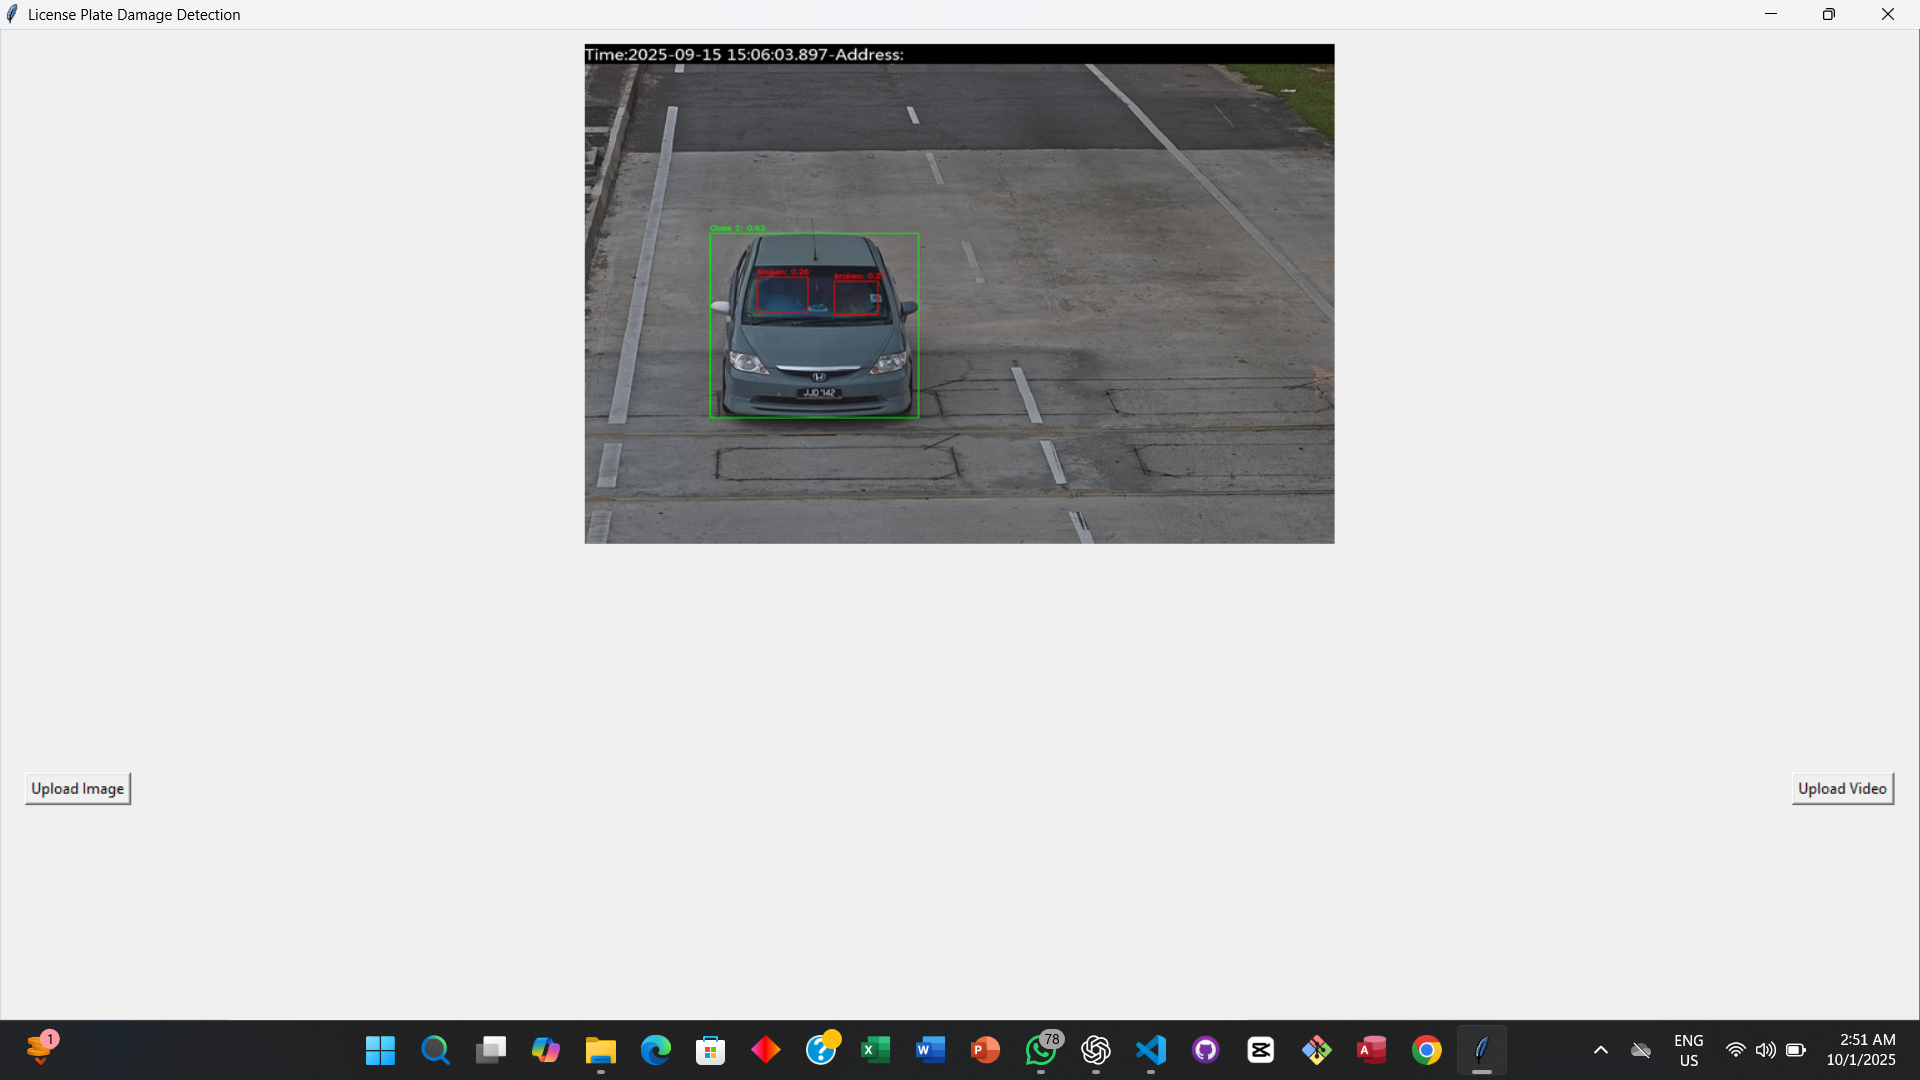 License Plate Damage Detection
Time:2025-09-15 15:06:03.897-Address:
Class 2: 0.63
broken: 0.26
broken: 0.2
JJD 142
Upload Image
Upload Video
1
78
ENG
US
2:51 AM
10/1/2025